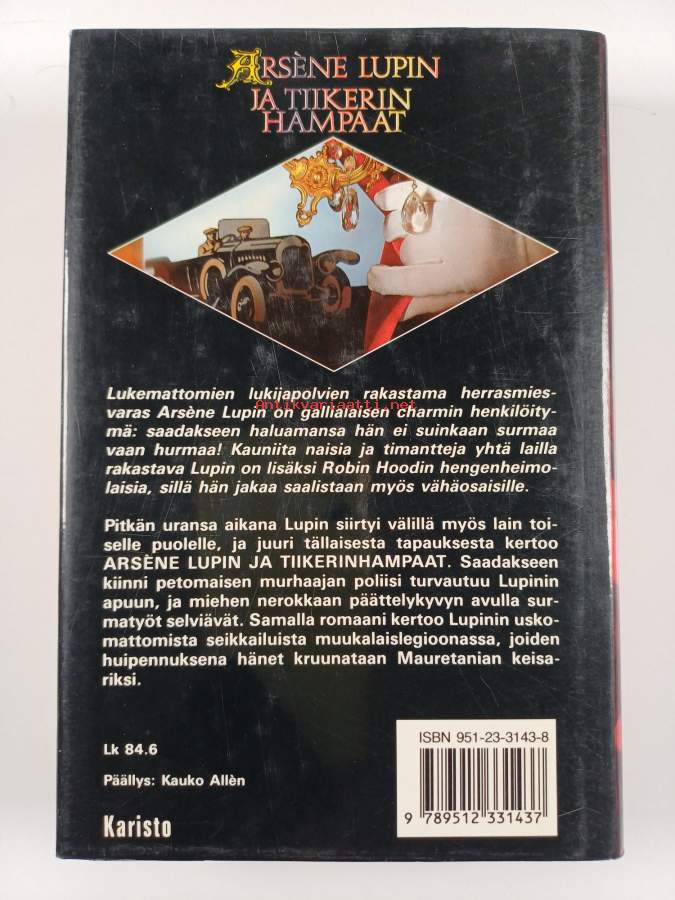 ARSÈNE LUPIN
JA TIIKERIN
HAMPAAT
Lukemattomien lukijapolvien rakastama herrasmies-
varas Arsène Lupin on gallialaisen charmin henkilöity-
Antikvariaatti.net
mä: saadakseen haluamansa hän ei suinkaan surmaa
vaan hurmaa! Kauniita naisia ja timantteja yhtä lailla
rakastava Lupin on lisäksi Robin Hoodin hengenheimo-
laisia, sillä hän jakaa saalistaan myös vähäosaisille.
Pitkän uransa aikana Lupin siirtyi välillä myös lain toi-
selle puolelle, ja juuri tällaisesta tapauksesta kertoo
ARSÈNE LUPIN JA TIIKERINHAMPAAT. Saadakseen
kiinni petomaisen murhaajan poliisi turvautuu Lupinin
apuun, ja miehen nerokkaan päättelykyvyn avulla sur-
matyöt selviävät. Samalla romaani kertoo Lupinin usko-
mattomista seikkailuista muukalaislegioonassa, joiden
huipennuksena hänet kruunataan Mauretanian keisa-
riksi.
ISBN 951-23-3143-8
Lk 84.6
Päällys: Kauko Allèn
Karisto
9 789512 331437